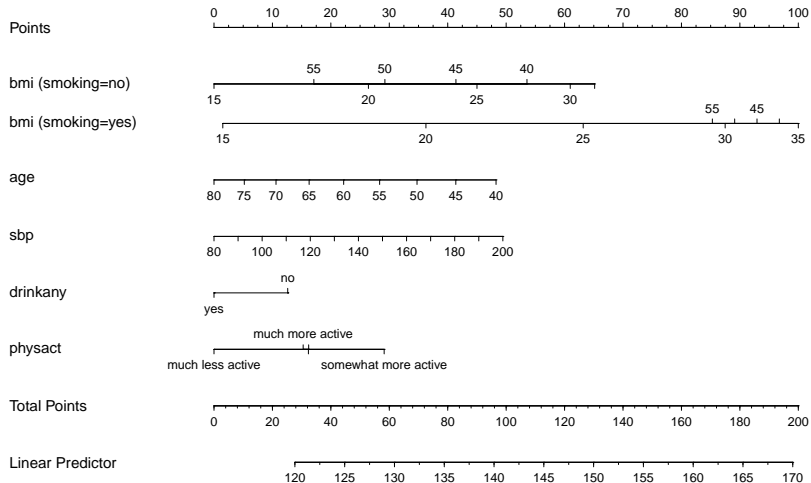 Points
0 10 20 30 40 50 60 70 80 90 100
bmi (smoking=no)
55 50 45 40
15 20 25 30
bmi (smoking=yes)
55 45
15 20 25 30 35
age
80 75 70 65 60 55 50 45 40
sbp
80 100 120 140 160 180 200
drinkany
no
yes
physact
much more active
much less active somewhat more active
Total Points
0 20 40 60 80 100 120 140 160 180 200
Linear Predictor
120 125 130 135 140 145 150 155 160 165 170